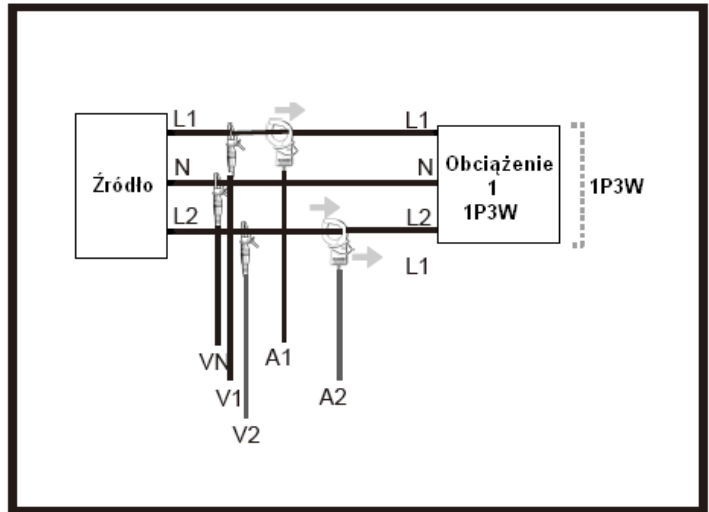 L1
L1
N
N
L2
L2
Źródło
Obciążenie
1
1P3W
1P3W
L1
VN
A1
V1
A2
V2